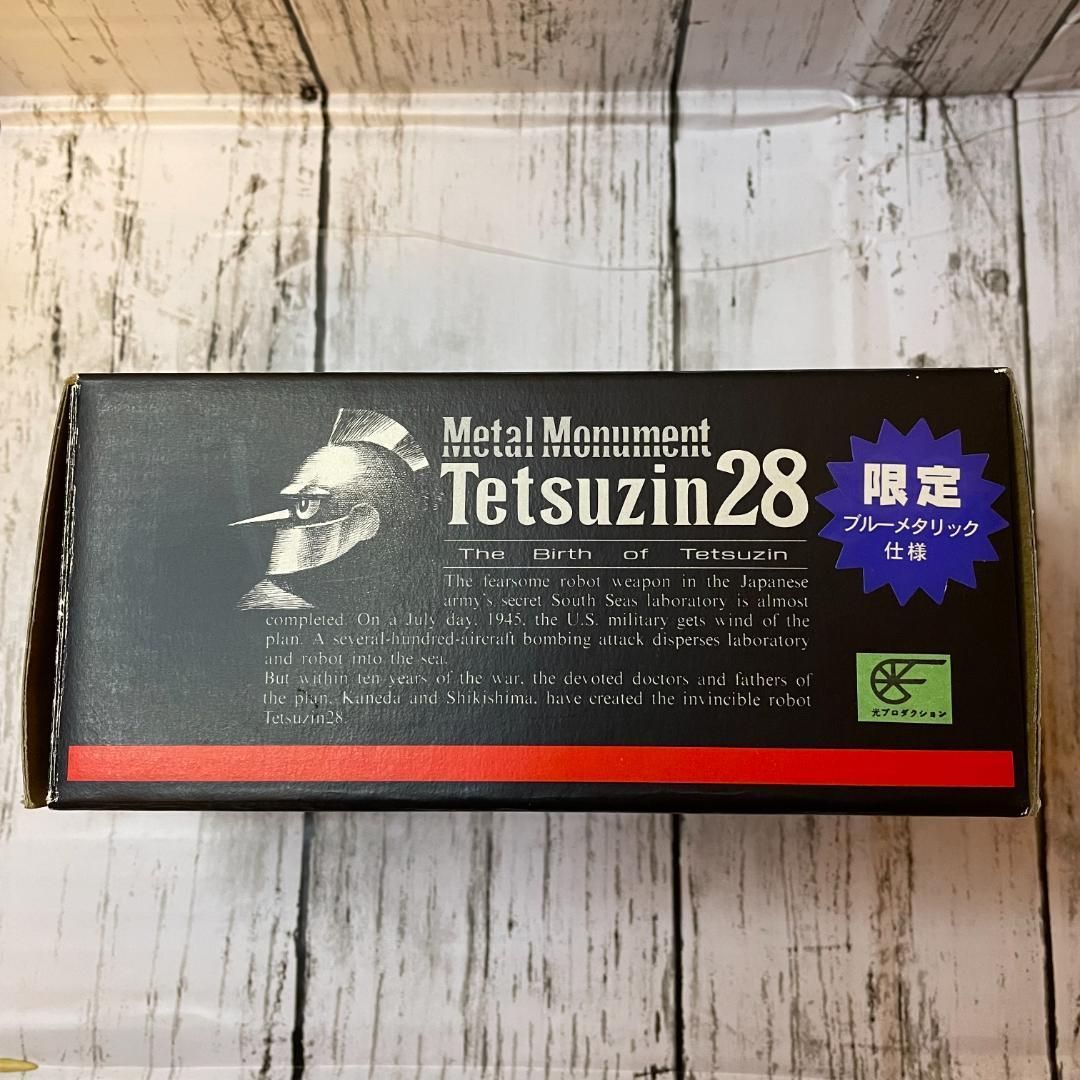 Metal Monument
Tetsuzin28
The Birth of Tetsuzin
The fearsome robot weapon in the Japanese
army's secret South Seas laboratory is almost
completed. On a July day, 1945, the U.S. military gets wind of the
plan. A several-hundred-aircraft bombing attack disperses laboratory
and robot into the sea.
But within ten years of the war, the devoted doctors and fathers of
the plan, Kaneda and Shikishima, have created the invincible robot
Tetsuzin28.
限定
ブルーメタリック
仕様
光プロダクション